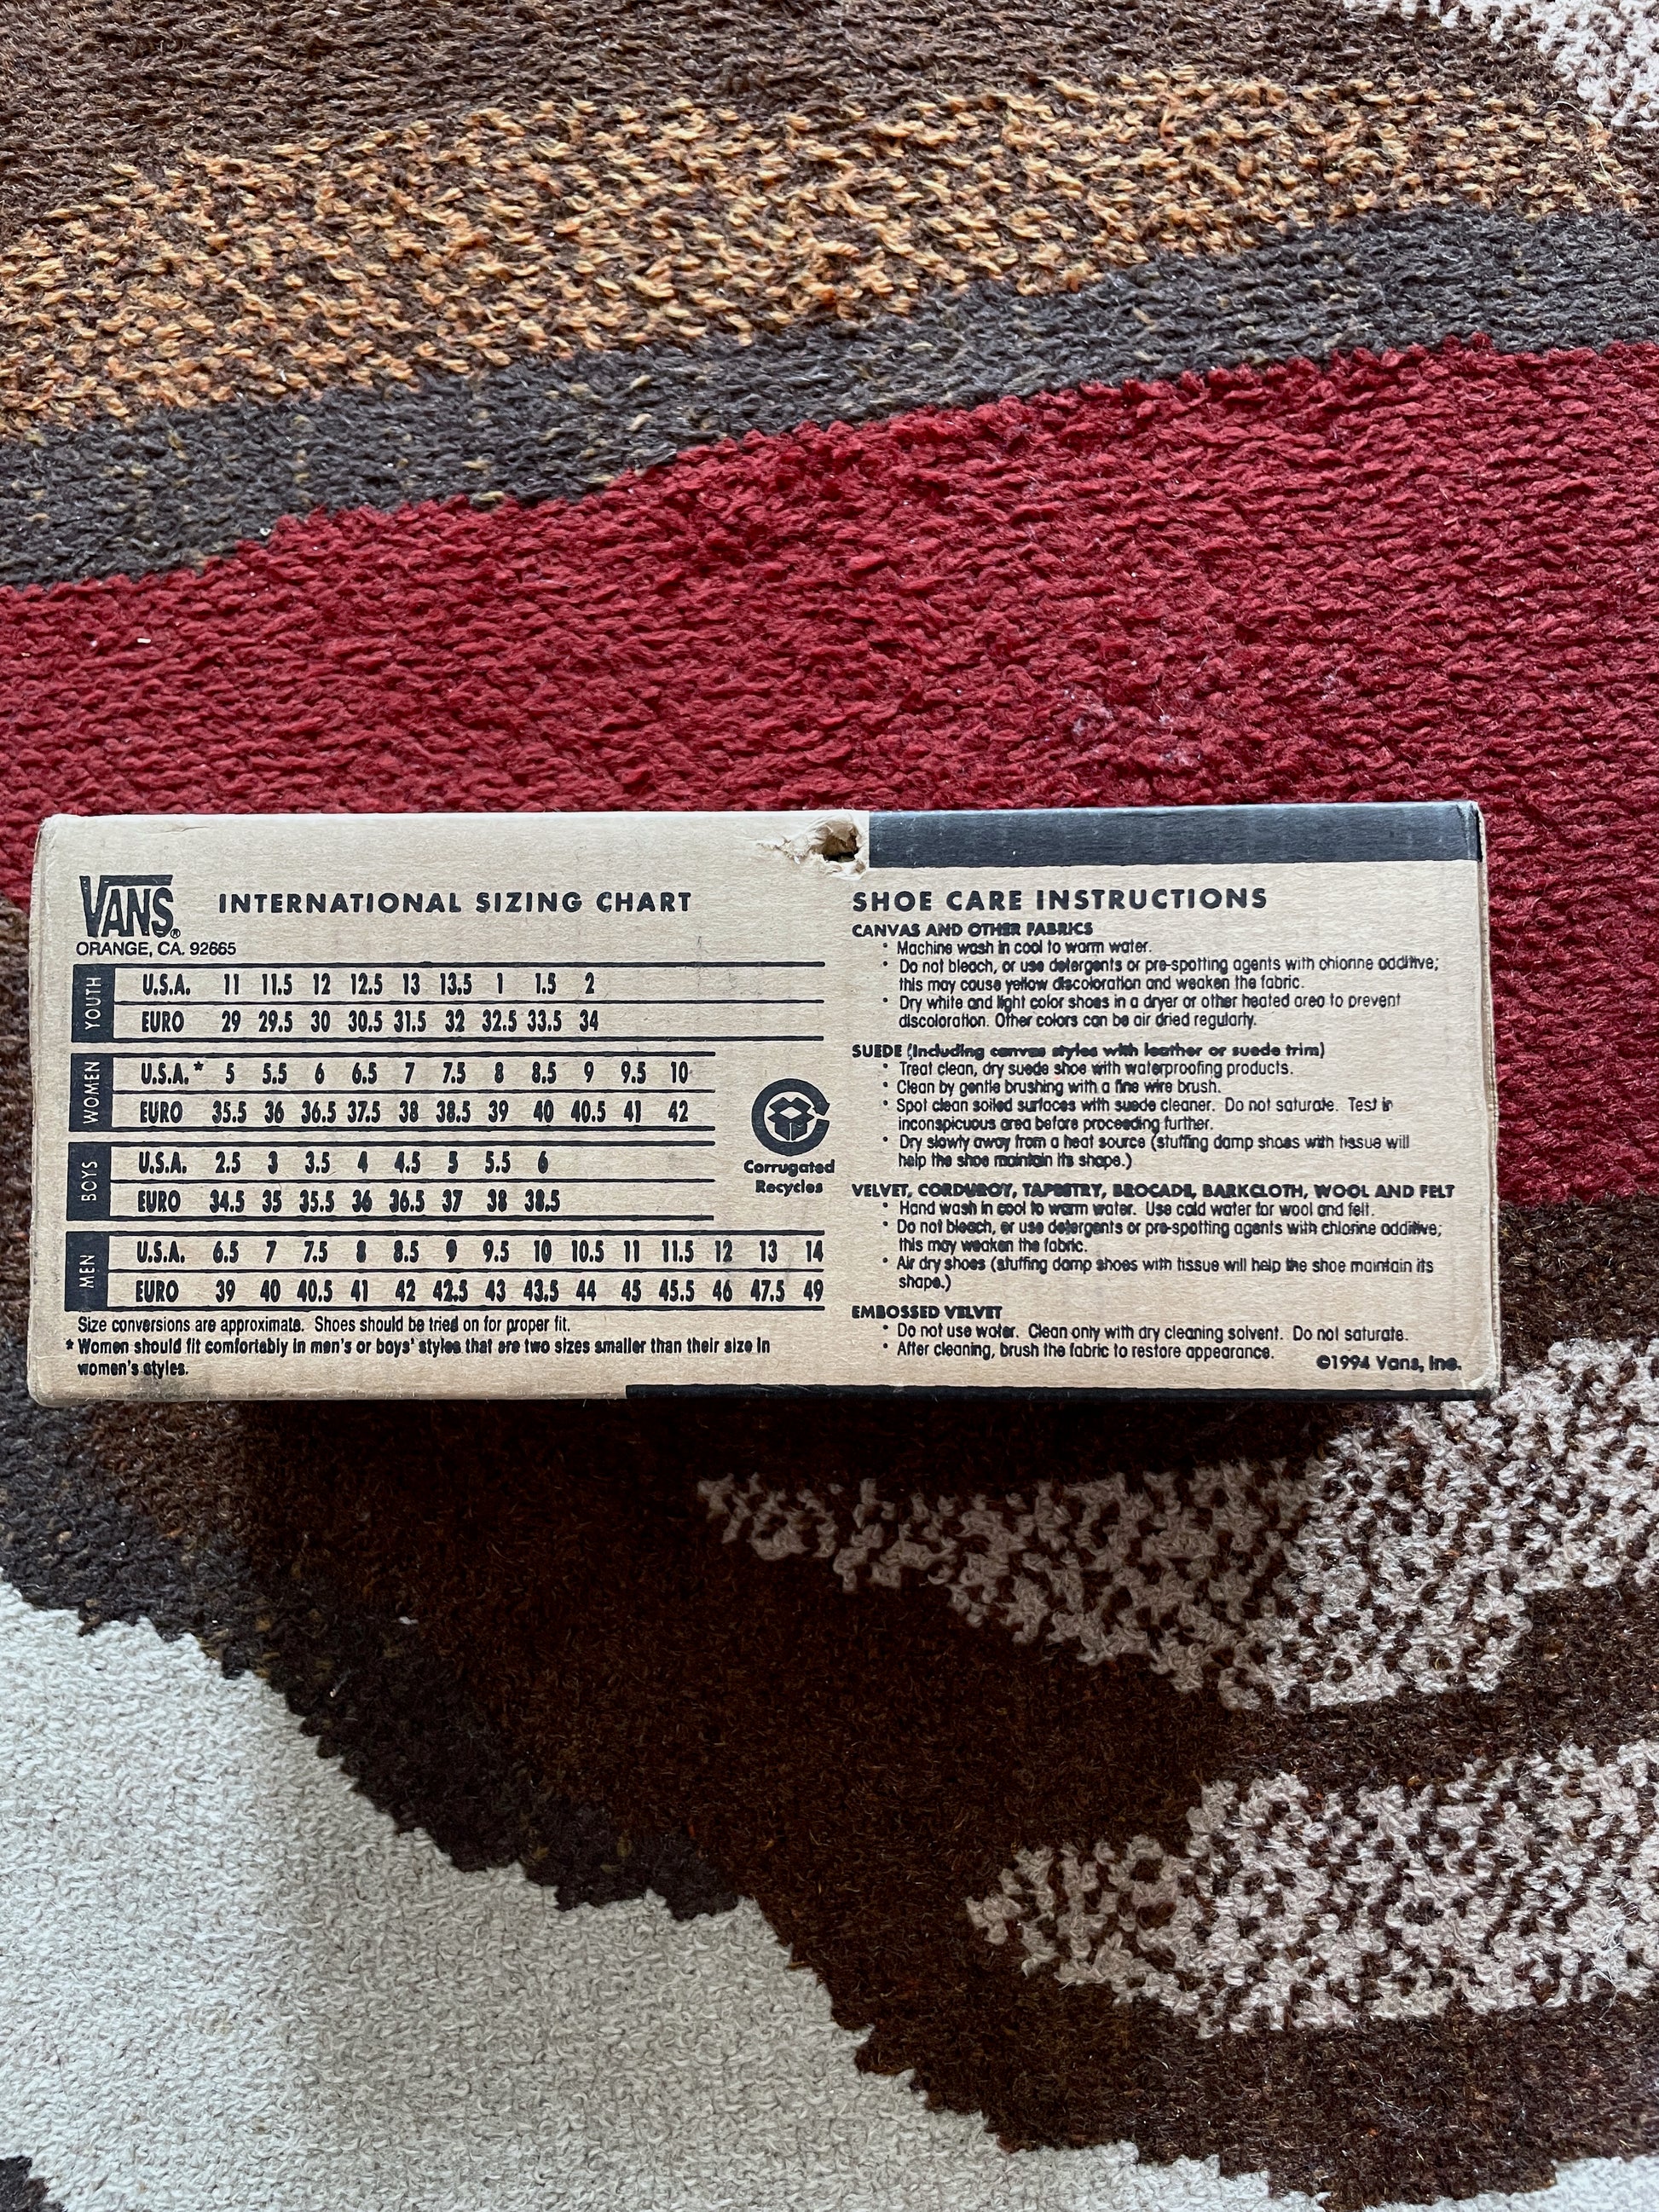 VANS®
INTERNATIONAL SIZING CHART
ORANGE, CA. 92665
YOUTH
U.S.A. 11 11.5 12 12.5 13 13.5 1 1.5 2
EURO 29 29.5 30 30.5 31.5 32 32.5 33.5 34
WOMEN
U.S.A.* 5 5.5 6 6.5 7 7.5 8 8.5 9 9.5 10
EURO 35.5 36 36.5 37.5 38 38.5 39 40 40.5 41 42
BOYS
U.S.A. 2.5 3 3.5 4 4.5 5 5.5 6
EURO 34.5 35 35.5 36 36.5 37 38 38.5
MEN
U.S.A. 6.5 7 7.5 8 8.5 9 9.5 10 10.5 11 11.5 12 13 14
EURO 39 40 40.5 41 42 42.5 43 43.5 44 45 45.5 46 47.5 49
Size conversions are approximate. Shoes should be tried on for proper fit.
* Women should fit comfortably in men's or boys' styles that are two sizes smaller than their size in
women's styles.
Corrugated
Recycles
SHOE CARE INSTRUCTIONS
CANVAS AND OTHER FABRICS
• Machine wash in cool to warm water.
• Do not bleach, or use detergents or pre-spotting agents with chlorine additive;
this may cause yellow discoloration and weaken the fabric.
• Dry white and light color shoes in a dryer or other heated area to prevent
discoloration. Other colors can be air dried regularly.
SUEDE (Including canvas styles with leather or suede trim)
• Treat clean, dry suede shoe with waterproofing products.
• Clean by gentle brushing with a fine wire brush.
• Spot clean soiled surfaces with suede cleaner. Do not saturate. Test in
inconspicuous area before proceeding further.
• Dry slowly away from a heat source (stuffing damp shoes with tissue will
help the shoe maintain its shape.)
VELVET, CORDUROY, TAPESTRY, BROCADE, BARKCLOTH, WOOL AND FELT
• Hand wash in cool to warm water. Use cold water for wool and felt.
• Do not bleach, or use detergents or pre-spotting agents with chlorine additive;
this may weaken the fabric.
• Air dry shoes (stuffing damp shoes with tissue will help the shoe maintain its
shape.)
EMBOSSED VELVET
• Do not use water. Clean only with dry cleaning solvent. Do not saturate.
• After cleaning, brush the fabric to restore appearance.
©1994 Vans, Inc.